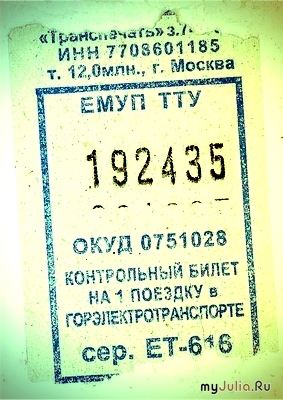 «Транспечать»
ИНН 7708601185
т. 12,0млн., г. Москва
ЕМУП ТТУ
192435
ОКУД 0751028
КОНТРОЛЬНЫЙ БИЛЕТ
НА 1 ПОЕЗДКУ в
ГОРЭЛЕКТРОТРАНСПОРТЕ
сер. ЕТ-616
myJulia.Ru